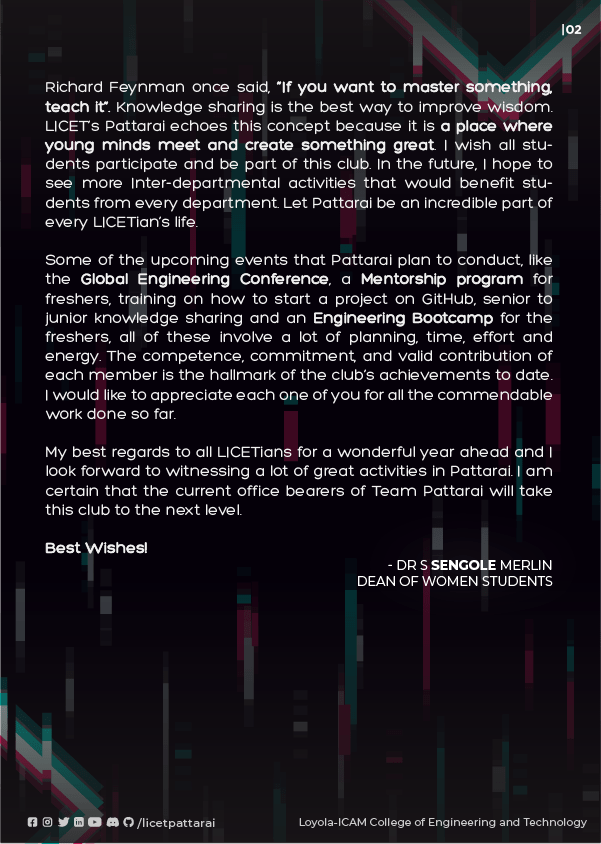 |02
Richard Feynman once said, "If you want to master something,
teach it". Knowledge sharing is the best way to improve wisdom.
LICET's Pattarai echoes this concept because it is a place where
young minds meet and create something great. I wish all stu-
dents participate and be part of this club. In the future, I hope to
see more Inter-departmental activities that would benefit stu-
dents from every department. Let Pattarai be an incredible part of
every LICETian's life.
Some of the upcoming events that Pattarai plan to conduct, like
the Global Engineering Conference, a Mentorship program for
freshers, training on how to start a project on GitHub, senior to
junior knowledge sharing and an Engineering Bootcamp for the
freshers, all of these involve a lot of planning, time, effort and
energy. The competence, commitment, and valid contribution of
each member is the hallmark of the club's achievements to date.
I would like to appreciate each one of you for all the commendable
work done so far.
My best regards to all LICETians for a wonderful year ahead and I
look forward to witnessing a lot of great activities in Pattarai. I am
certain that the current office bearers of Team Pattarai will take
this club to the next level.
Best Wishes!
- DR S SENGOLE MERLIN
DEAN OF WOMEN STUDENTS
/licetpattarai
Loyola-ICAM College of Engineering and Technology